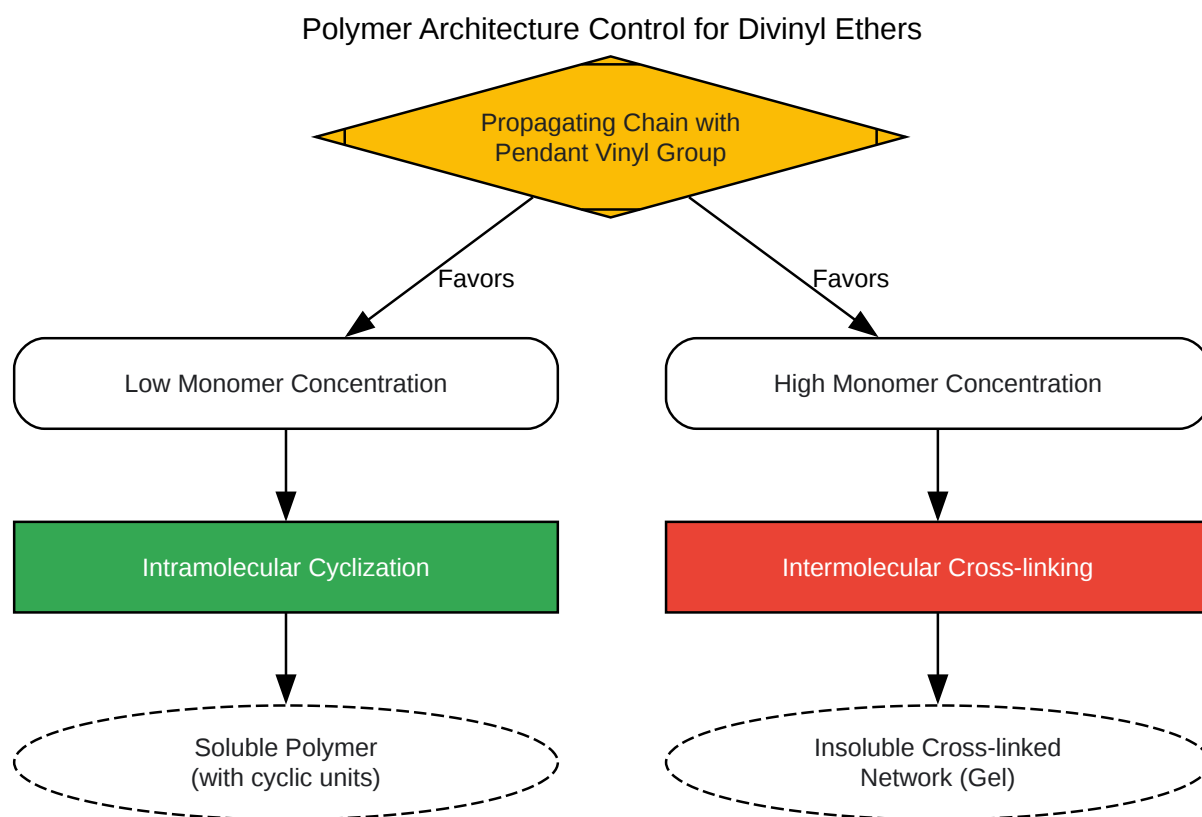 Polymer Architecture Control for Divinyl Ethers
Propagating Chain with
Pendant Vinyl Group
Favors
Favors
Low Monomer Concentration
High Monomer Concentration
Intramolecular Cyclization
Intermolecular Cross-linking
Soluble Polymer
(with cyclic units)
Insoluble Cross-linked
Network (Gel)